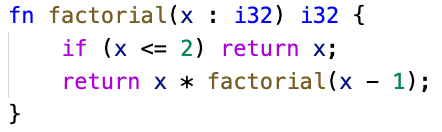 fn factorial(x : i32) i32 {
    if (x <= 2) return x;
    return x * factorial(x - 1);
}